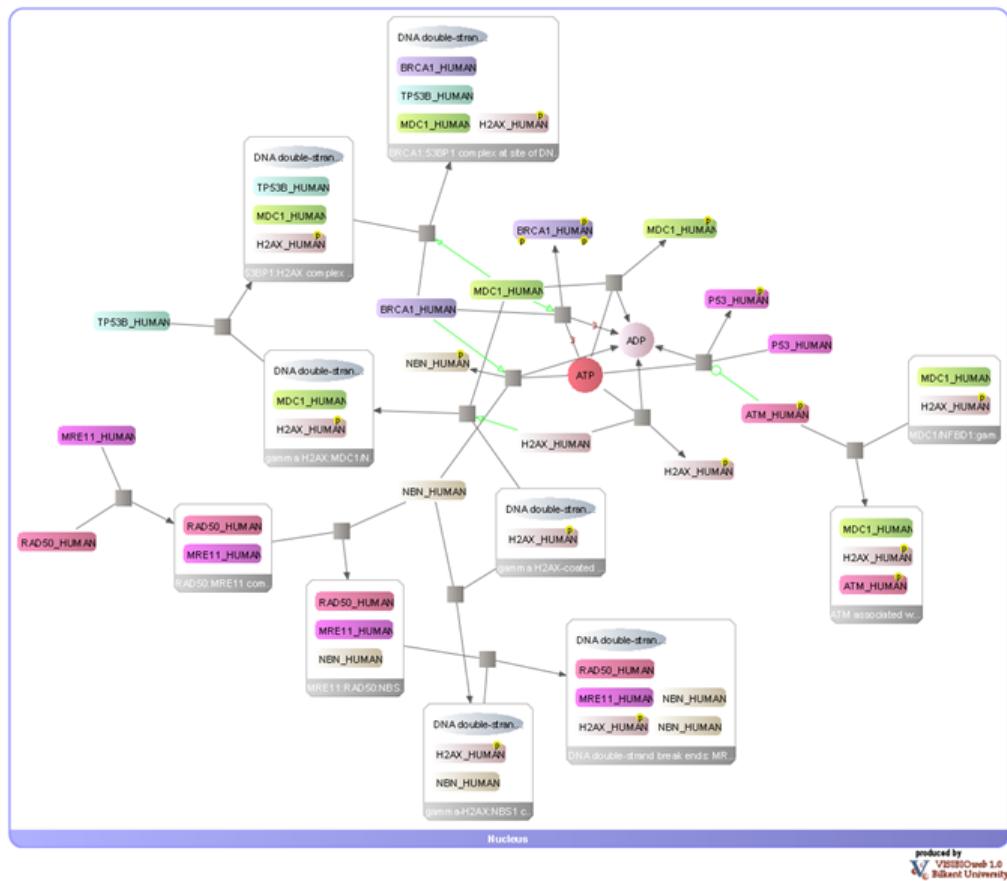 DNA double-stran...
BRCA1_HUMAN
TP53B_HUMAN
MDC1_HUMAN
H2AX_HUMAN
P
BRCA1:53BP1 complex at site of DN.
DNA double-stran...
TP53B_HUMAN
MDC1_HUMAN
H2AX_HUMAN
P
53BP1:H2AX complex
BRCA1_HUMAN
P
P
P
MDC1_HUMAN
P
MDC1_HUMAN
BRCA1_HUMAN
P53_HUMAN
P
TP53B_HUMAN
3
ADP
P53_HUMAN
3
NBN_HUMAN
P
ATP
DNA double-stran...
MDC1_HUMAN
H2AX_HUMAN
P
gamma H2AX:MDC1/N
MDC1_HUMAN
H2AX_HUMAN
P
MDC1/NFBD1:gam.
ATM_HUMAN
P
MRE11_HUMAN
H2AX_HUMAN
H2AX_HUMAN
P
NBN_HUMAN
DNA double-stran...
H2AX_HUMAN
P
gamma H2AX-coated
RAD50_HUMAN
RAD50_HUMAN
MRE11_HUMAN
RAD50:MRE11 com.
MDC1_HUMAN
H2AX_HUMAN
P
ATM_HUMAN
P
ATM associated w...
RAD50_HUMAN
MRE11_HUMAN
NBN_HUMAN
MRE11:RAD50:NBS
DNA double-stran...
RAD50_HUMAN
MRE11_HUMAN
NBN_HUMAN
H2AX_HUMAN
P
NBN_HUMAN
DNA double-strand break ends: MR..
DNA double-stran...
H2AX_HUMAN
P
NBN_HUMAN
gamma-H2AX:NBS1 c..
Nucleus
produced by
VISIBIOweb 1.0
Bilkent University